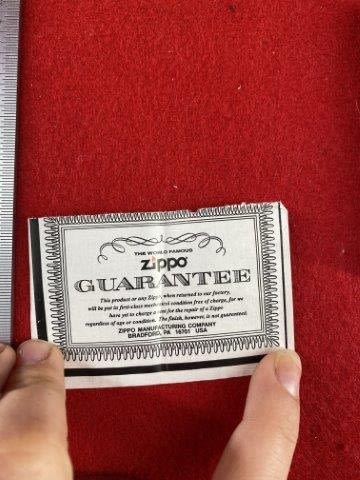 THE WORLD FAMOUS
Zippo
GUARANTEE
This product or any Zippo, when returned to our factory,
will be put in first-class mechanical condition free of charge, for we
have yet to charge a cent for the repair of a Zippo
regardless of age or condition. The finish, however, is not guaranteed.
ZIPPO MANUFACTURING COMPANY
BRADFORD, PA 16701 USA